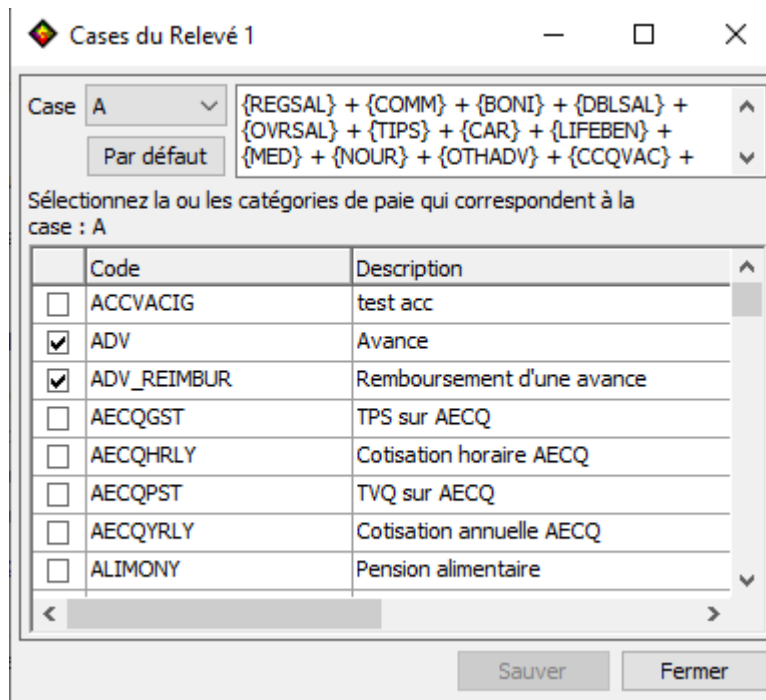 Cases du Relevé 1
Case A
{REGSAL} + {COMM} + {BONI} + {DBLSAL} +
{OVRSAL} + {TIPS} + {CAR} + {LIFEBEN} +
{MED} + {NOUR} + {OTHADV} + {CCQVAC} +
Par défaut
Sélectionnez la ou les catégories de paie qui correspondent à la
case : A
Code Description
ACCVACIG test acc
ADV Avance
ADV_REIMBUR Remboursement d'une avance
AECQGST TPS sur AECQ
AECQHRLY Cotisation horaire AECQ
AECQPST TVQ sur AECQ
AECQYRLY Cotisation annuelle AECQ
ALIMONY Pension alimentaire
Sauver Fermer